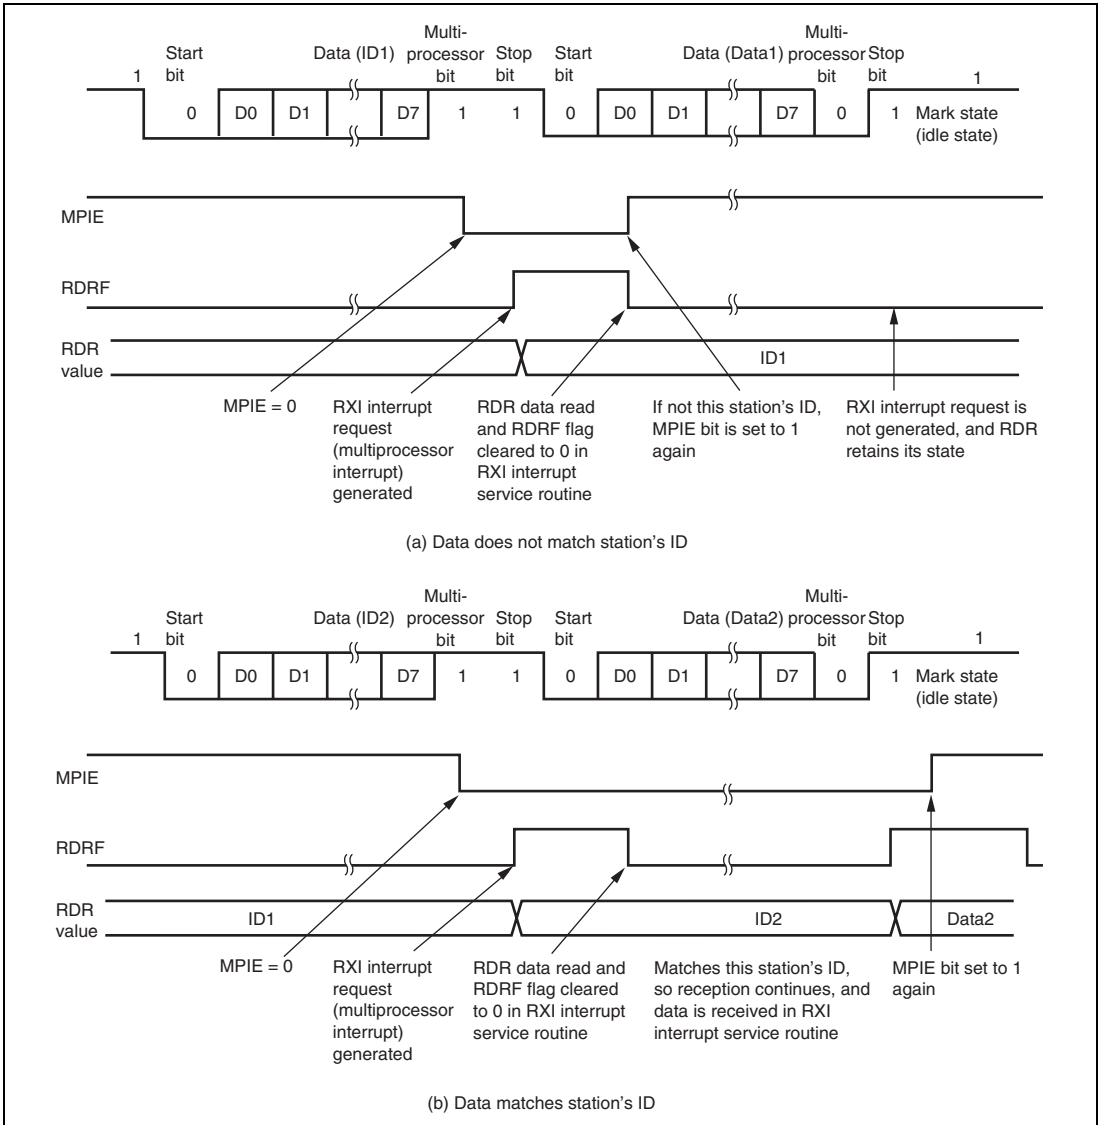 Multi-
Multi-
Start
Data (ID1)
processor
Stop
Start
Data (Data1)
processor
Stop
1
bit
bit
bit
bit
bit
bit
1
0
D0
D1
D7
1
1
0
D0
D1
D7
0
1
Mark state
(idle state)
MPIE
RDRF
RDR
value
ID1
MPIE = 0
RXI interrupt
request
(multiprocessor
interrupt)
generated
RDR data read
and RDRF flag
cleared to 0 in
RXI interrupt
service routine
If not this station's ID,
MPIE bit is set to 1
again
RXI interrupt request is
not generated, and RDR
retains its state
(a) Data does not match station's ID
Multi-
Multi-
Start
Data (ID2)
processor
Stop
Start
Data (Data2)
processor
Stop
1
bit
bit
bit
bit
bit
bit
1
0
D0
D1
D7
1
1
0
D0
D1
D7
0
1
Mark state
(idle state)
MPIE
RDRF
RDR
value
ID1
ID2
Data2
MPIE = 0
RXI interrupt
request
(multiprocessor
interrupt)
generated
RDR data read and
RDRF flag cleared
to 0 in RXI interrupt
service routine
Matches this station's ID,
so reception continues, and
data is received in RXI
interrupt service routine
MPIE bit set to 1
again
(b) Data matches station's ID